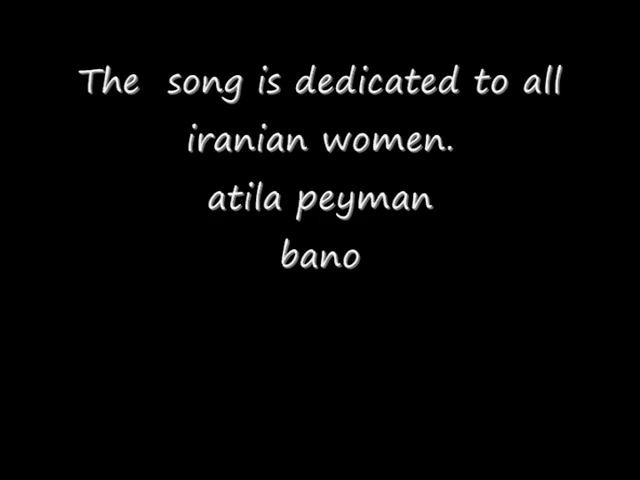 The song is dedicated to all
iranian women.
atila peyman
bano